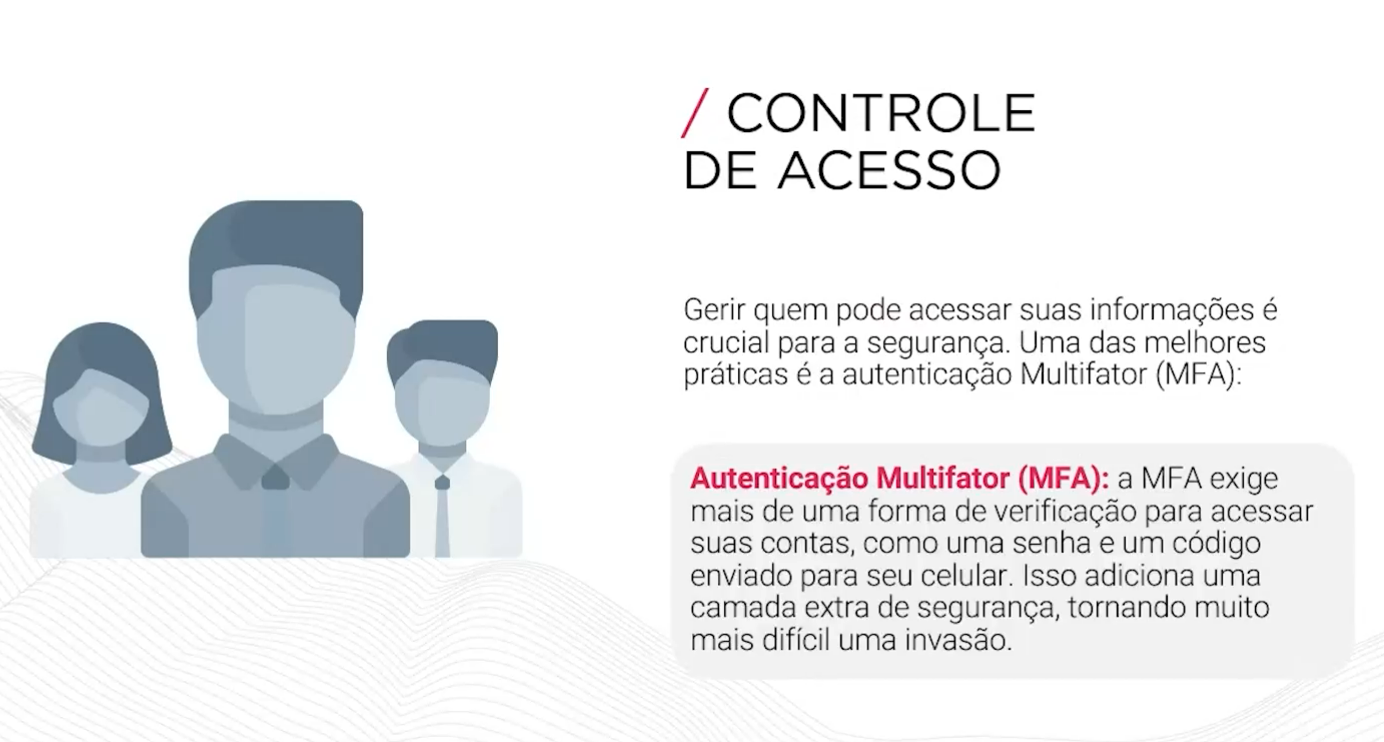 / CONTROLE
DE ACESSO
Gerir quem pode acessar suas informações é
crucial para a segurança. Uma das melhores
práticas é a autenticação Multifator (MFA):
Autenticação Multifator (MFA): a MFA exige
mais de uma forma de verificação para acessar
suas contas, como uma senha e um código
enviado para seu celular. Isso adiciona uma
camada extra de segurança, tornando muito
mais difícil uma invasão.